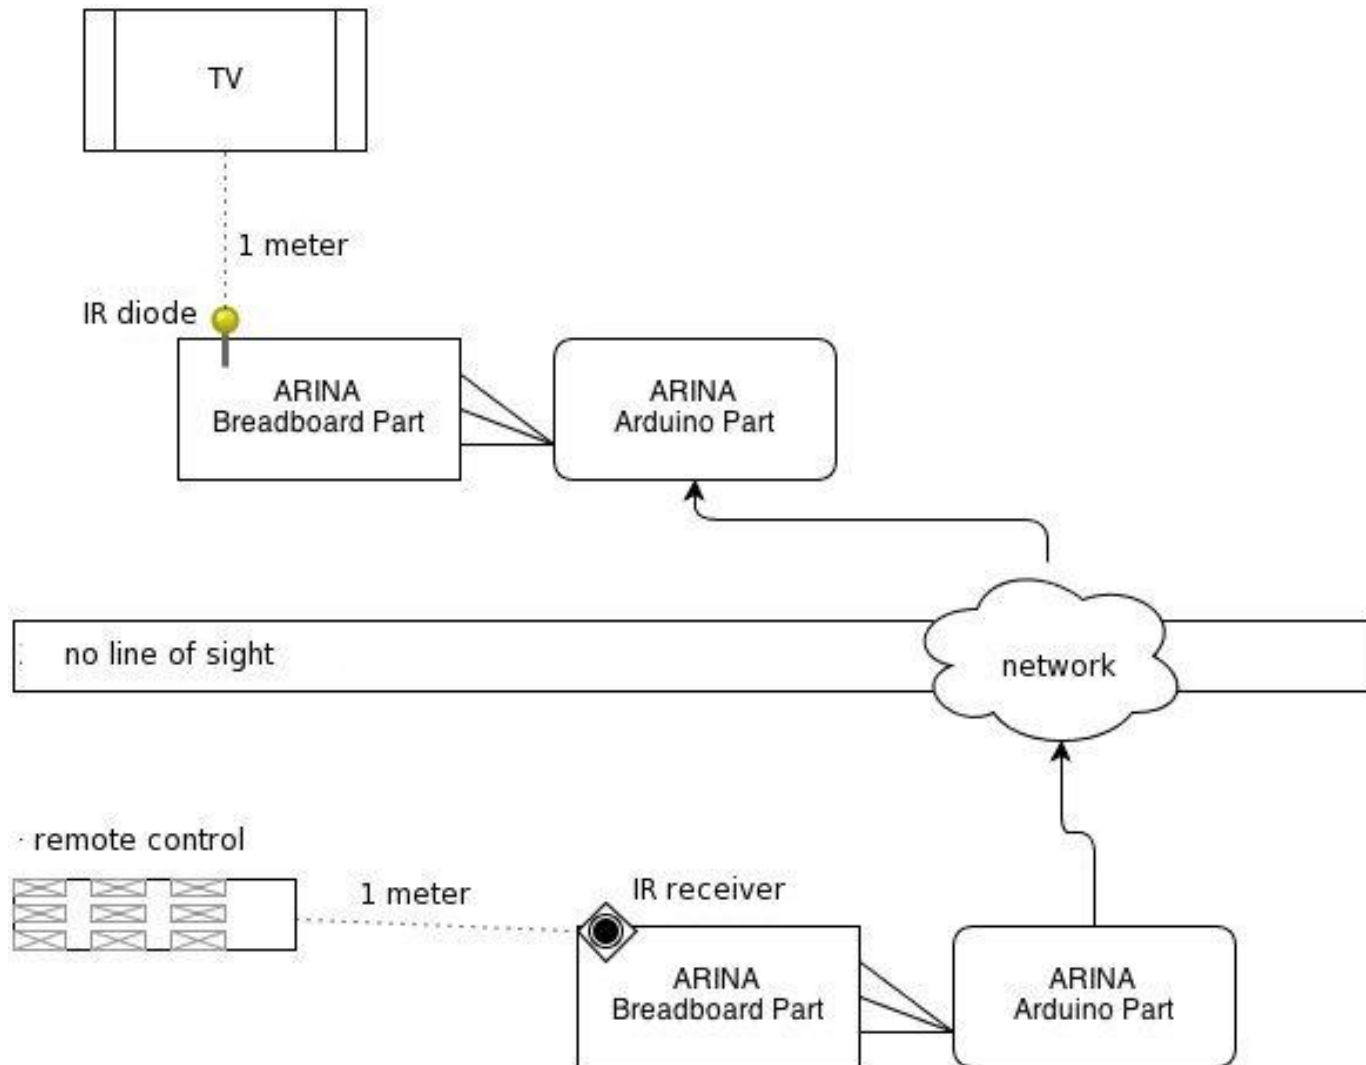 TV
1 meter
IR diode
ARINA
Breadboard Part
ARINA
Arduino Part
no line of sight
network
remote control
1 meter
IR receiver
ARINA
Breadboard Part
ARINA
Arduino Part